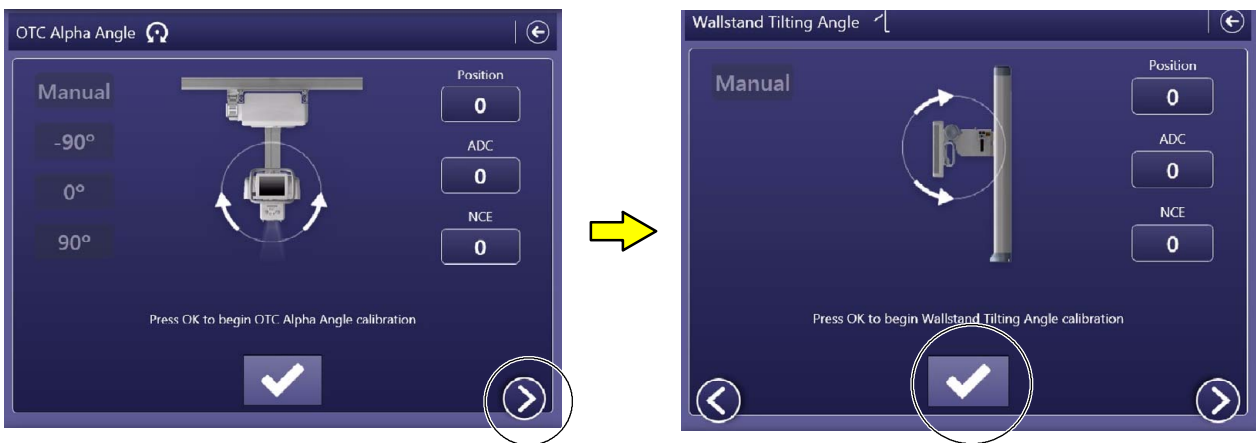 OTC Alpha Angle
Manual
-90°
0°
90°
Position
0
ADC
0
NCE
0
Press OK to begin OTC Alpha Angle calibration
Wallstand Tilting Angle
Manual
Position
0
ADC
0
NCE
0
Press OK to begin Wallstand Tilting Angle calibration